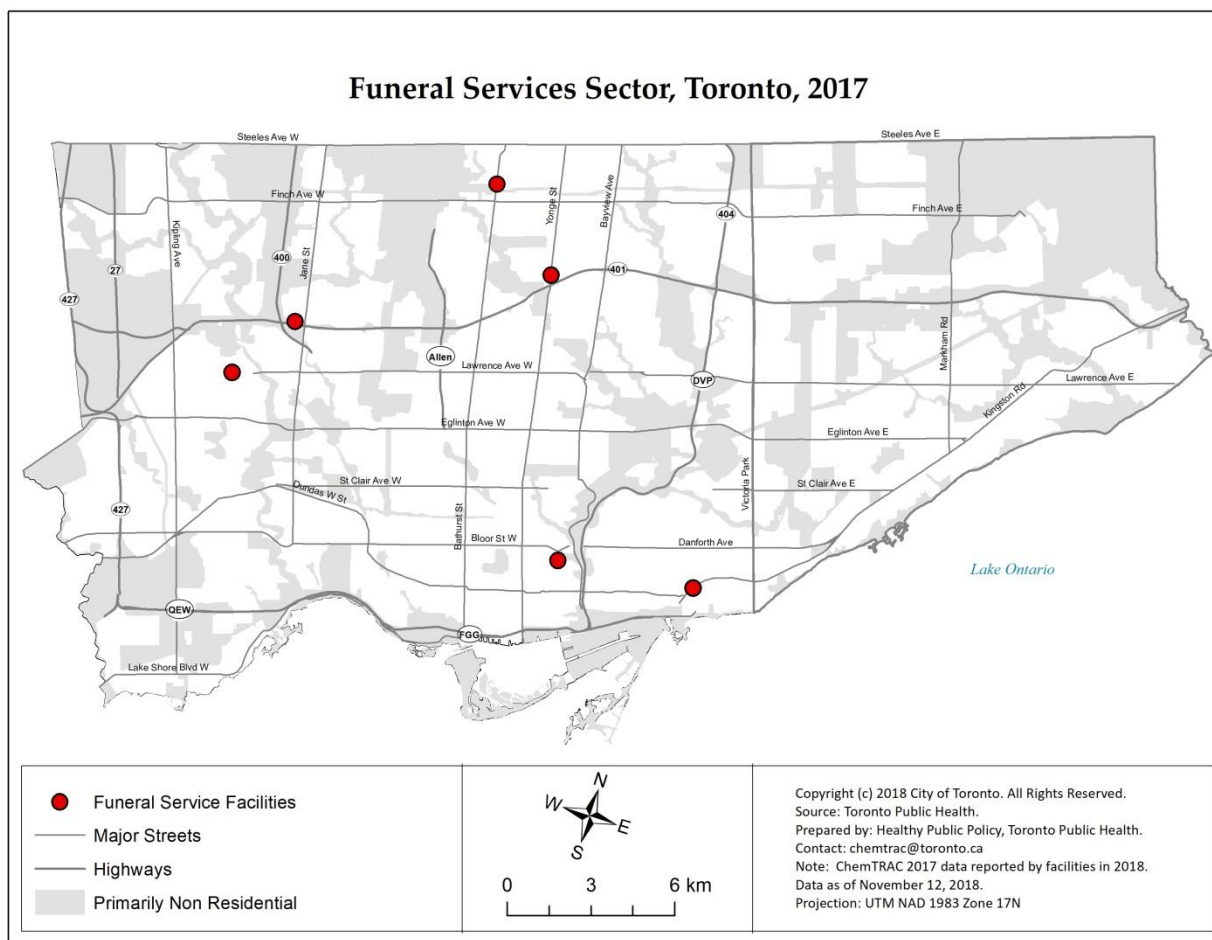 Funeral Services Sector, Toronto, 2017
Steeles Ave W
Steeles Ave E
Finch Ave W
Finch Ave E
Kipling Ave
Jane St
Yonge St
Bayview Ave
404
27
400
401
427
Markham Rd
Allen
Lawrence Ave W
DVP
Lawrence Ave E
Kingston Rd
Eglinton Ave W
Eglinton Ave E
St Clair Ave W
St Clair Ave E
Dundas W St
Victoria Park
427
Bathurst St
Bloor St W
Danforth Ave
Lake Ontario
QEW
FGG
Lake Shore Blvd W
Funeral Service Facilities
Major Streets
Highways
Primarily Non Residential
N
W
E
S
0 3 6 km
Copyright (c) 2018 City of Toronto. All Rights Reserved.
Source: Toronto Public Health.
Prepared by: Healthy Public Policy, Toronto Public Health.
Contact: chemtrac@toronto.ca
Note: ChemTRAC 2017 data reported by facilities in 2018.
Data as of November 12, 2018.
Projection: UTM NAD 1983 Zone 17N